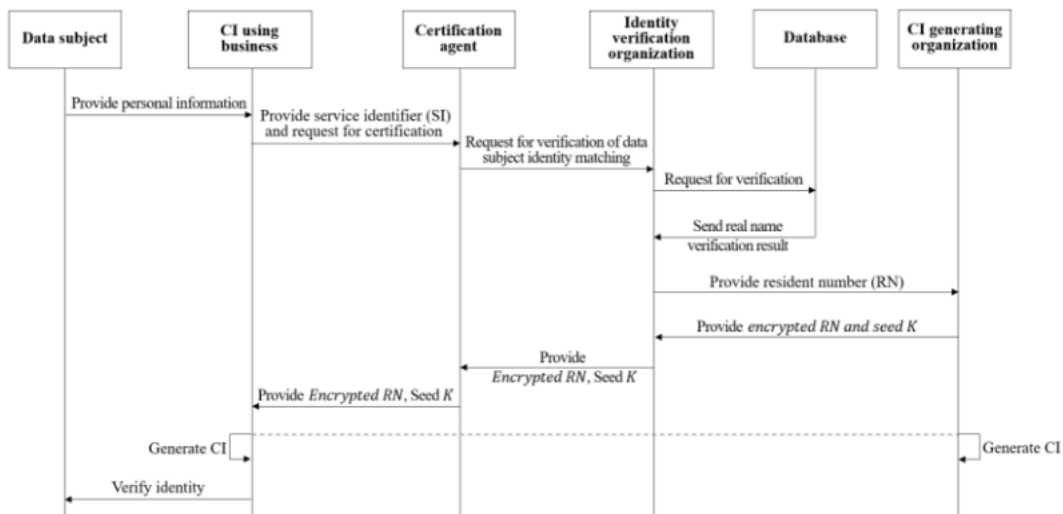 Data subject
CI using
business
Certification
agent
Identity
verification
organization
Database
CI generating
organization
Provide personal information
Provide service identifier (SI)
and request for certification
Request for verification of data
subject identity matching
Request for verification
Send real name
verification result
Provide resident number (RN)
Provide encrypted RN and seed K
Provide
Encrypted RN, Seed K
Provide Encrypted RN, Seed K
Generate CI
Generate CI
Verify identity